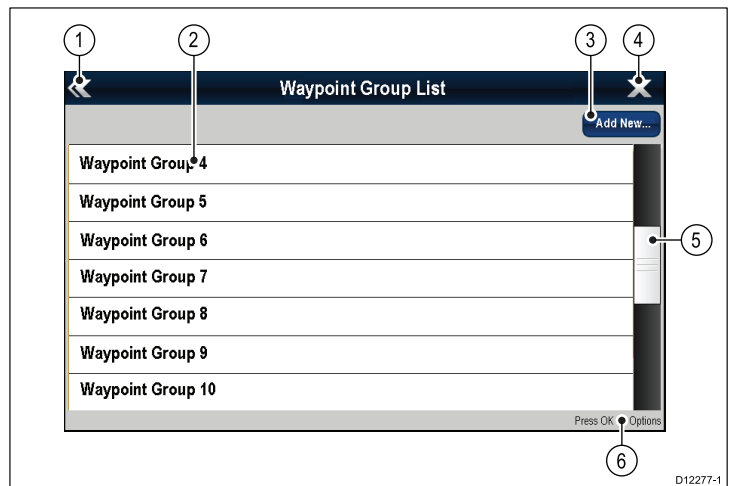 1 2 3 4
Waypoint Group List
Add New...
Waypoint Group 4
Waypoint Group 5
Waypoint Group 6
5
Waypoint Group 7
Waypoint Group 8
Waypoint Group 9
Waypoint Group 10
Press OK Options
6
D12277-1